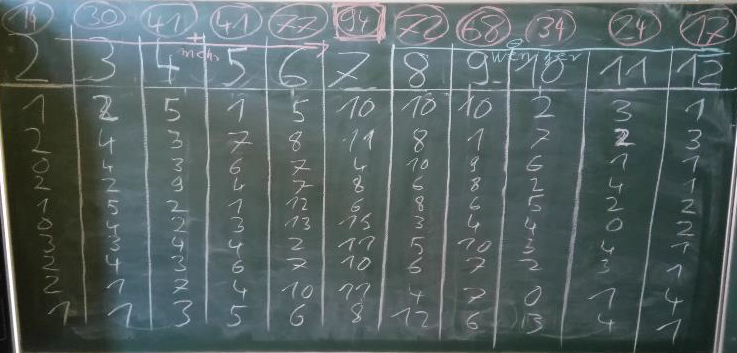 14 30 41 41 77 94 72 68 34 24 17
mehr weniger
2 3 4 5 6 7 8 9 10 11 12
1 2 5 1 5 10 10 10 2 3 1
2 4 3 7 8 11 8 1 7 2 3
0 4 3 6 7 4 10 9 6 1 1
2 2 9 4 7 8 6 8 2 4 1
1 5 2 1 12 6 8 6 5 2 2
0 4 2 3 13 15 3 4 4 0 2
3 3 4 4 2 11 5 10 3 4 1
2 4 3 6 7 10 6 7 2 3 1
2 1 7 4 10 11 4 7 0 1 4
1 1 3 5 6 8 12 6 3 4 1